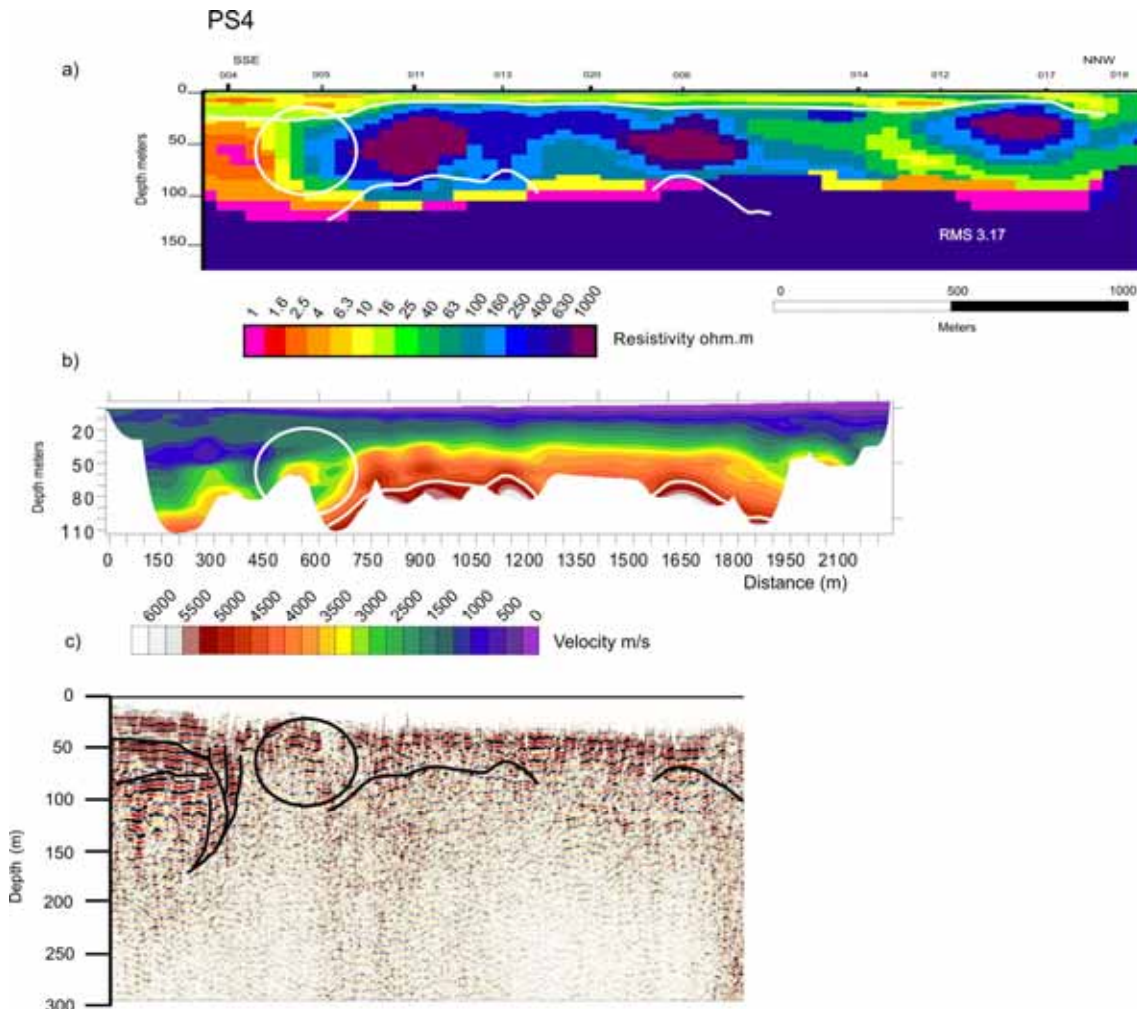 PS4
a)
SSE
NNW
004 005 011 013 008 014 012 017
0
50
100
150
Depth meters
RMS 3.17
0 500 1000
Meters
1 1.6 2.5 4 6.3 10 16 25 40 63 100 160 250 400 630 1000
Resistivity ohm.m
b)
20
50
80
110
Depth meters
0 150 300 450 600 750 900 1050 1200 1350 1500 1650 1800 1950 2100
Distance (m)
6000 5500 5000 4500 4000 3500 3000 2500 1500 1000 500 0
Velocity m/s
c)
0
50
100
150
200
250
300
Depth (m)